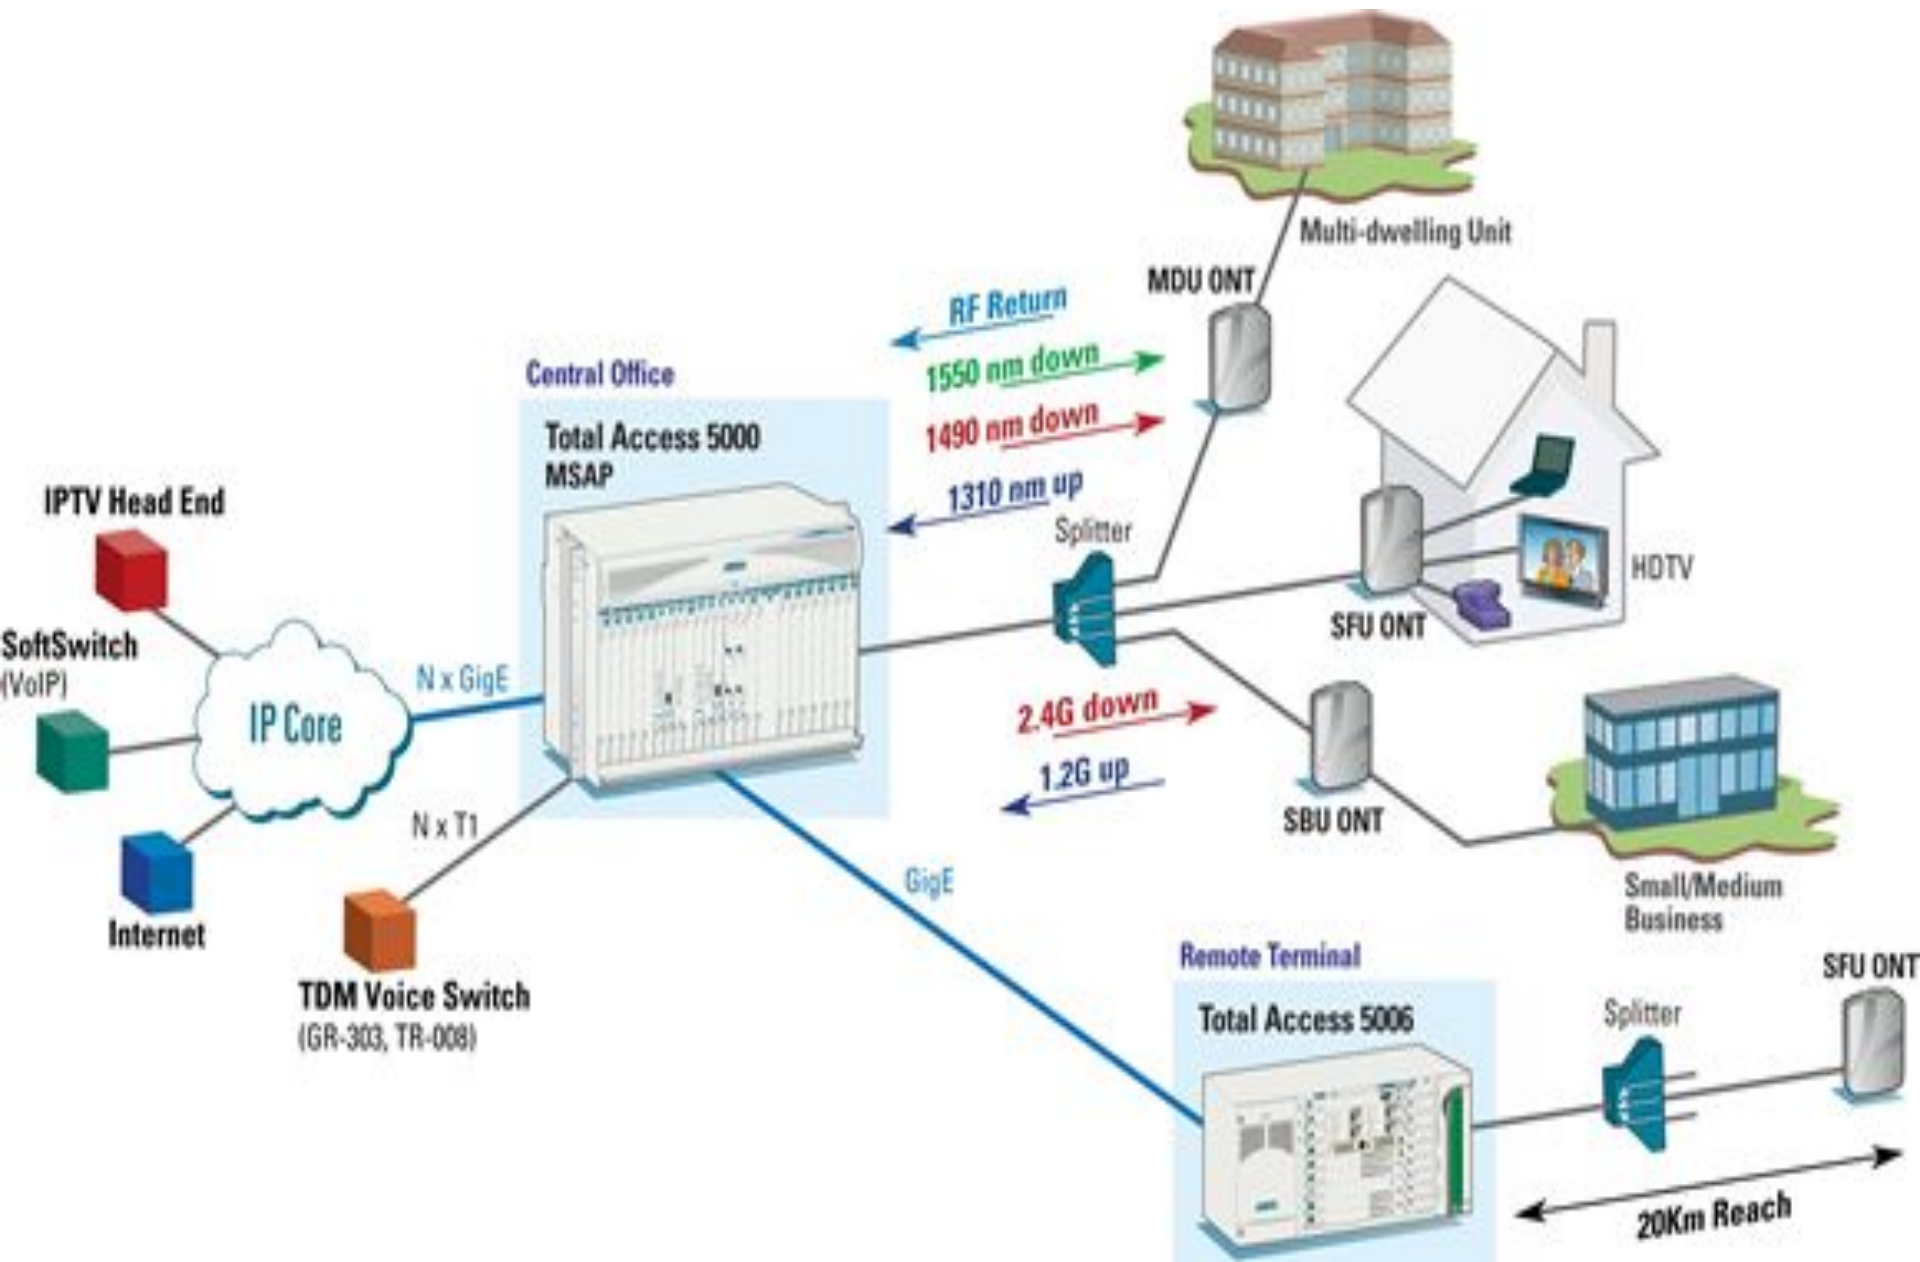 Multi-dwelling Unit
MDU ONT
RF Return
1550 nm down
1490 nm down
1310 nm up
Central Office
Total Access 5000
MSAP
Splitter
HDTV
SFU ONT
IPTV Head End
SoftSwitch
(VoIP)
IP Core
N x GigE
2.4G down
1.2G up
SBU ONT
N x T1
Internet
GigE
Small/Medium
Business
TDM Voice Switch
(GR-303, TR-008)
Remote Terminal
Total Access 5006
Splitter
SFU ONT
20Km Reach